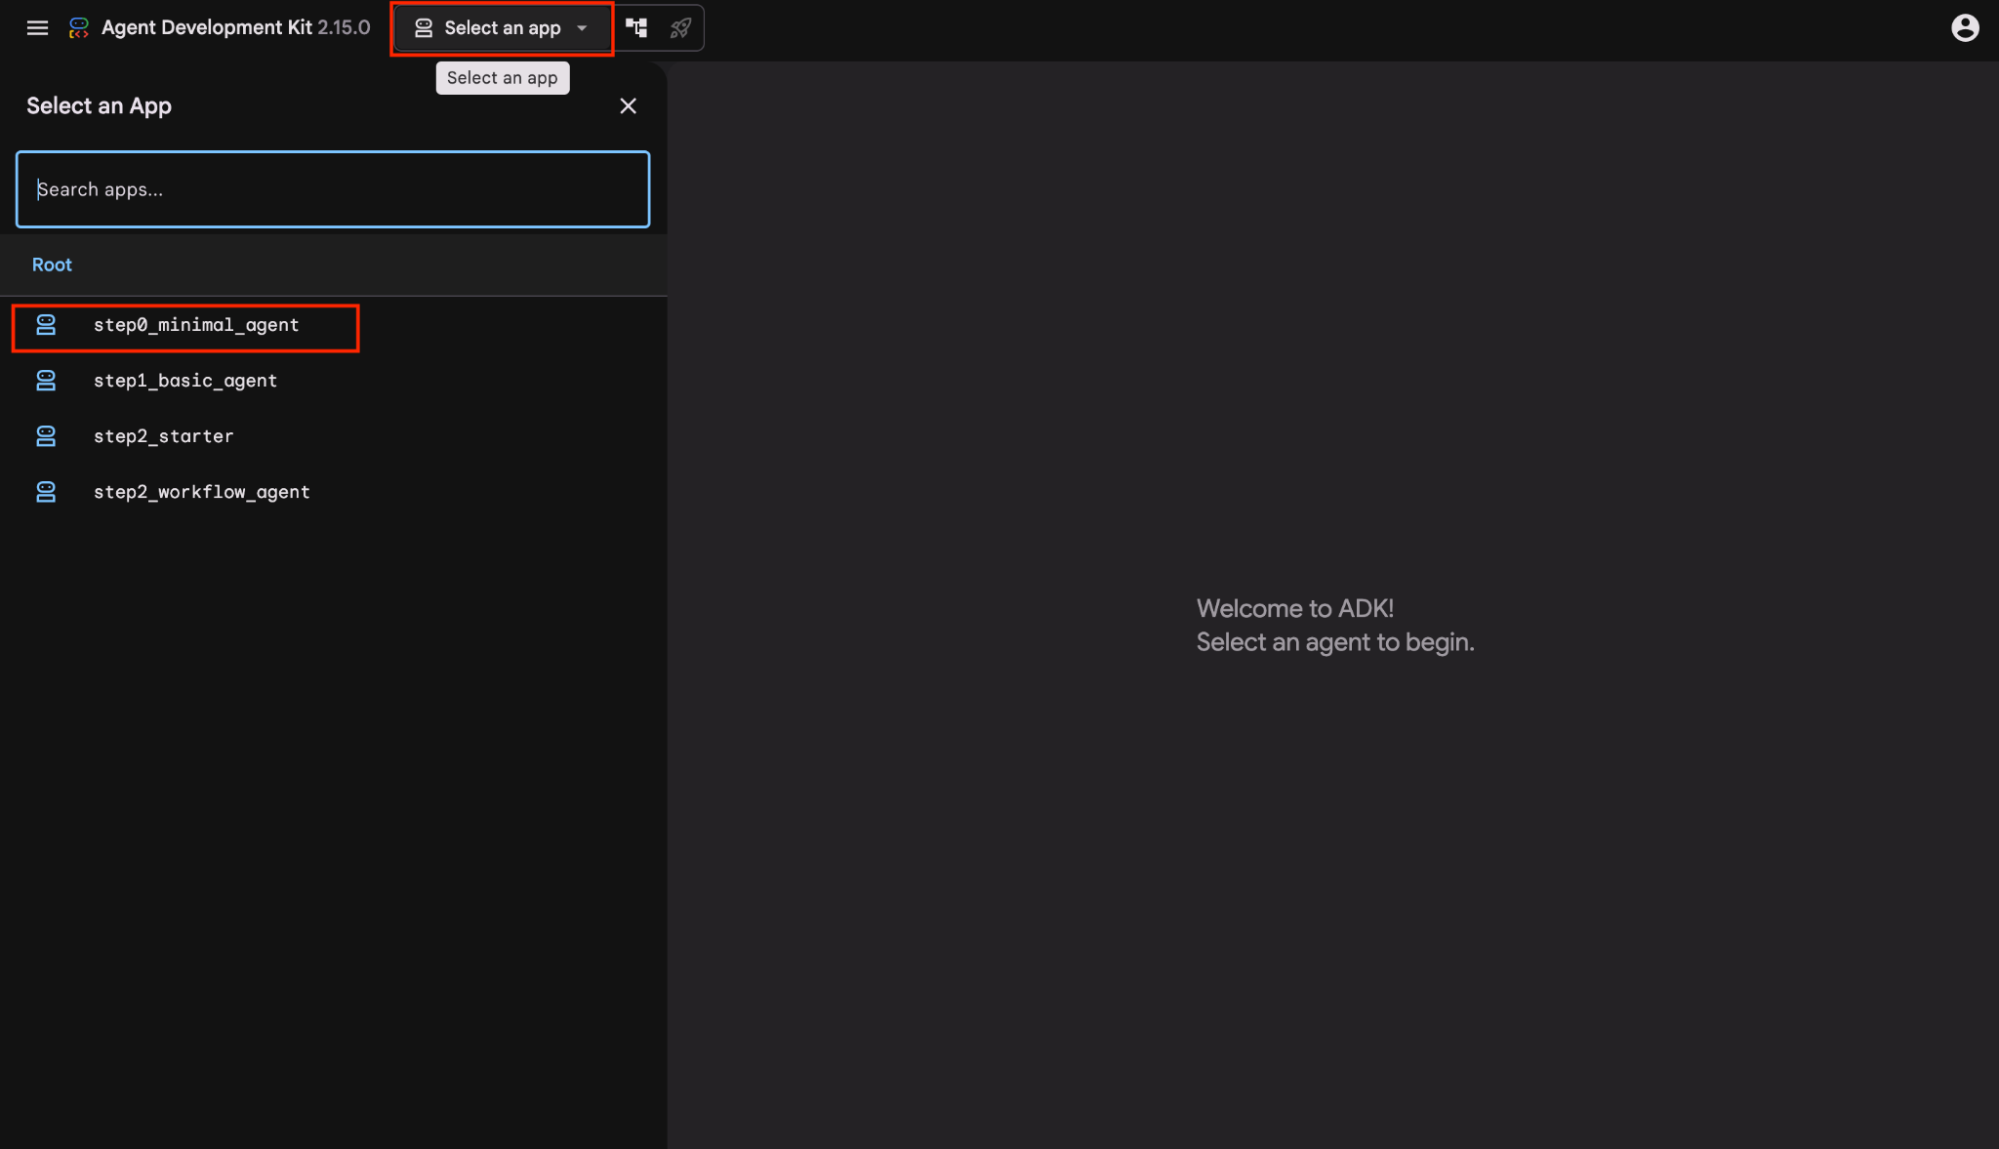 Agent Development Kit 2.15.0
Select an app
Select an app
Select an App
Search apps...
Root
step0_minimal_agent
step1_basic_agent
step2_starter
step2_workflow_agent
Welcome to ADK!
Select an agent to begin.